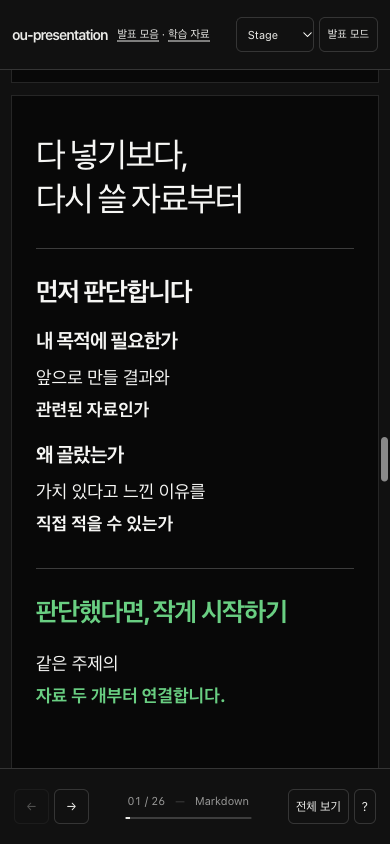 ou-presentation 발표 모음 · 학습 자료 Stage 발표 모드
다 넣기보다,
다시 쓸 자료부터
먼저 판단합니다
내 목적에 필요한가
앞으로 만들 결과와
관련된 자료인가
왜 골랐는가
가치 있다고 느낀 이유를
직접 적을 수 있는가
판단했다면, 작게 시작하기
같은 주제의
자료 두 개부터 연결합니다.
← → 01 / 26 — Markdown 전체 보기 ?